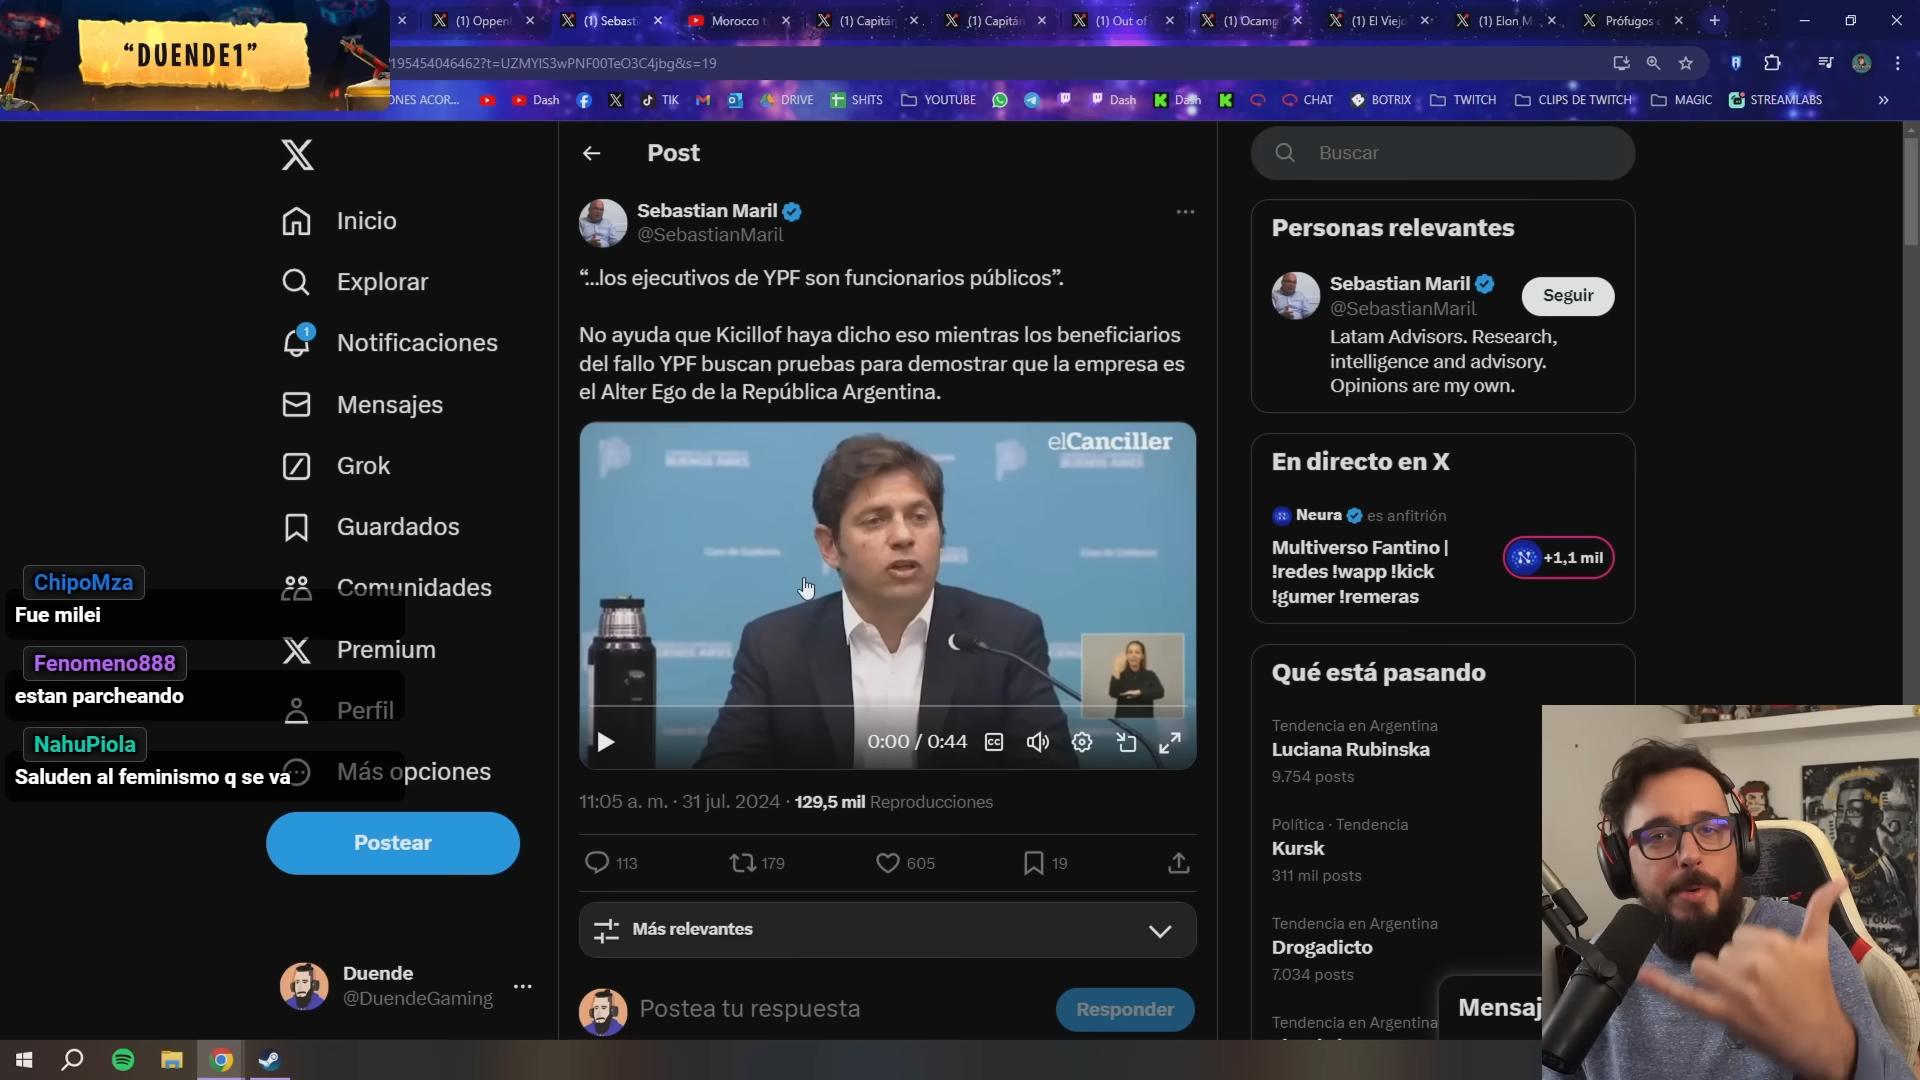 “DUENDE1”
(1) Oppenl
(1) Sebasti
Morocco t
(1) Capitán
(1) Capitán
(1) Out of
(1) Ocamp
(1) El Viejo
(1) Elon M
Prófugos
195454046462?t=UZMYlS3wPNF00TeO3C4jbg&s=19
ONES ACOR...
Dash
TIK
DRIVE
SHITS
YOUTUBE
Dash
Dash
CHAT
BOTRIX
TWITCH
CLIPS DE TWITCH
MAGIC
STREAMLABS
Inicio
Explorar
1
Notificaciones
Mensajes
Grok
Guardados
Comunidades
Premium
Perfil
Más opciones
Postear
Duende
@DuendeGaming
ChipoMza
Fue milei
Fenomeno888
estan parcheando
NahuPiola
Saluden al feminismo q se va
Post
Sebastian Maril
@SebastianMaril
“...los ejecutivos de YPF son funcionarios públicos”.
No ayuda que Kicillof haya dicho eso mientras los beneficiarios
del fallo YPF buscan pruebas para demostrar que la empresa es
el Alter Ego de la República Argentina.
elCanciller
BUENOS AIRES
0:00 / 0:44
CC
11:05 a. m. · 31 jul. 2024 · 129,5 mil Reproducciones
113
179
605
19
Más relevantes
Postea tu respuesta
Responder
Buscar
Personas relevantes
Sebastian Maril
@SebastianMaril
Seguir
Latam Advisors. Research,
intelligence and advisory.
Opinions are my own.
En directo en X
Neura es anfitrión
Multiverso Fantino |
!redes !wapp !kick
!gumer !remeras
+1,1 mil
Qué está pasando
Tendencia en Argentina
Luciana Rubinska
9.754 posts
Política · Tendencia
Kursk
311 mil posts
Tendencia en Argentina
Drogadicto
7.034 posts
Tendencia en Argentina
Mensaj